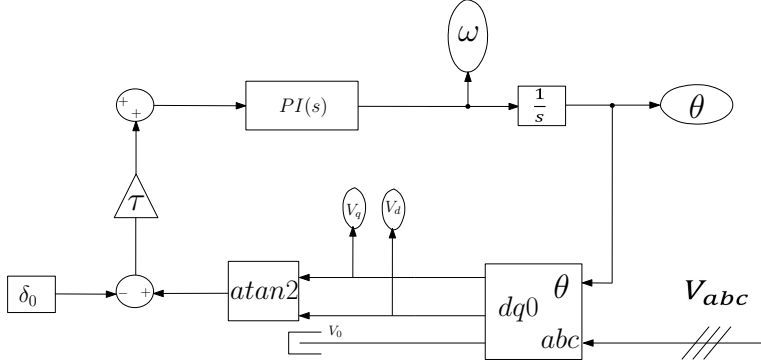 ω
+
+
PI(s)
1
s
θ
τ
V_q
V_d
δ_0
−
+
atan2
θ
dq0
abc
V_0
V_abc